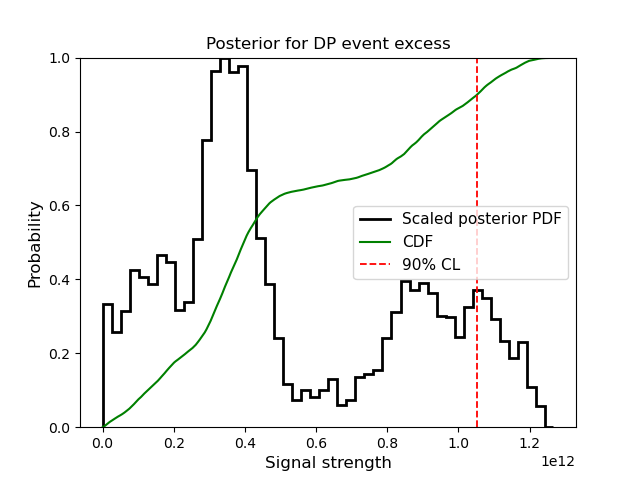 Posterior for DP event excess
1.0
0.8
0.6
0.4
0.2
0.0
Probability
Scaled posterior PDF
CDF
90% CL
0.0 0.2 0.4 0.6 0.8 1.0 1.2
1e12
Signal strength